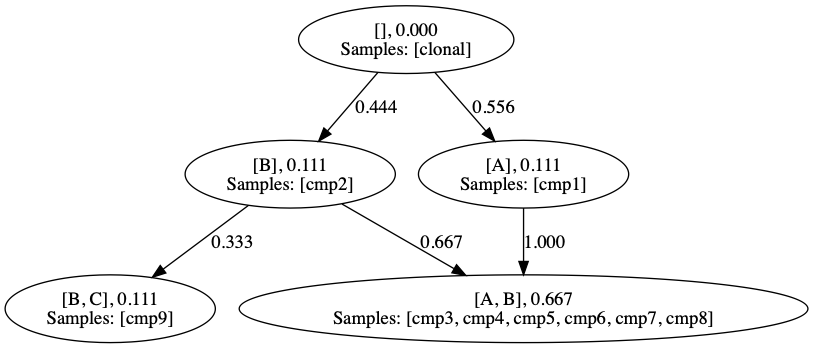 [], 0.000
Samples: [clonal]
0.444
0.556
[B], 0.111
Samples: [cmp2]
[A], 0.111
Samples: [cmp1]
0.333
0.667
1.000
[B, C], 0.111
Samples: [cmp9]
[A, B], 0.667
Samples: [cmp3, cmp4, cmp5, cmp6, cmp7, cmp8]